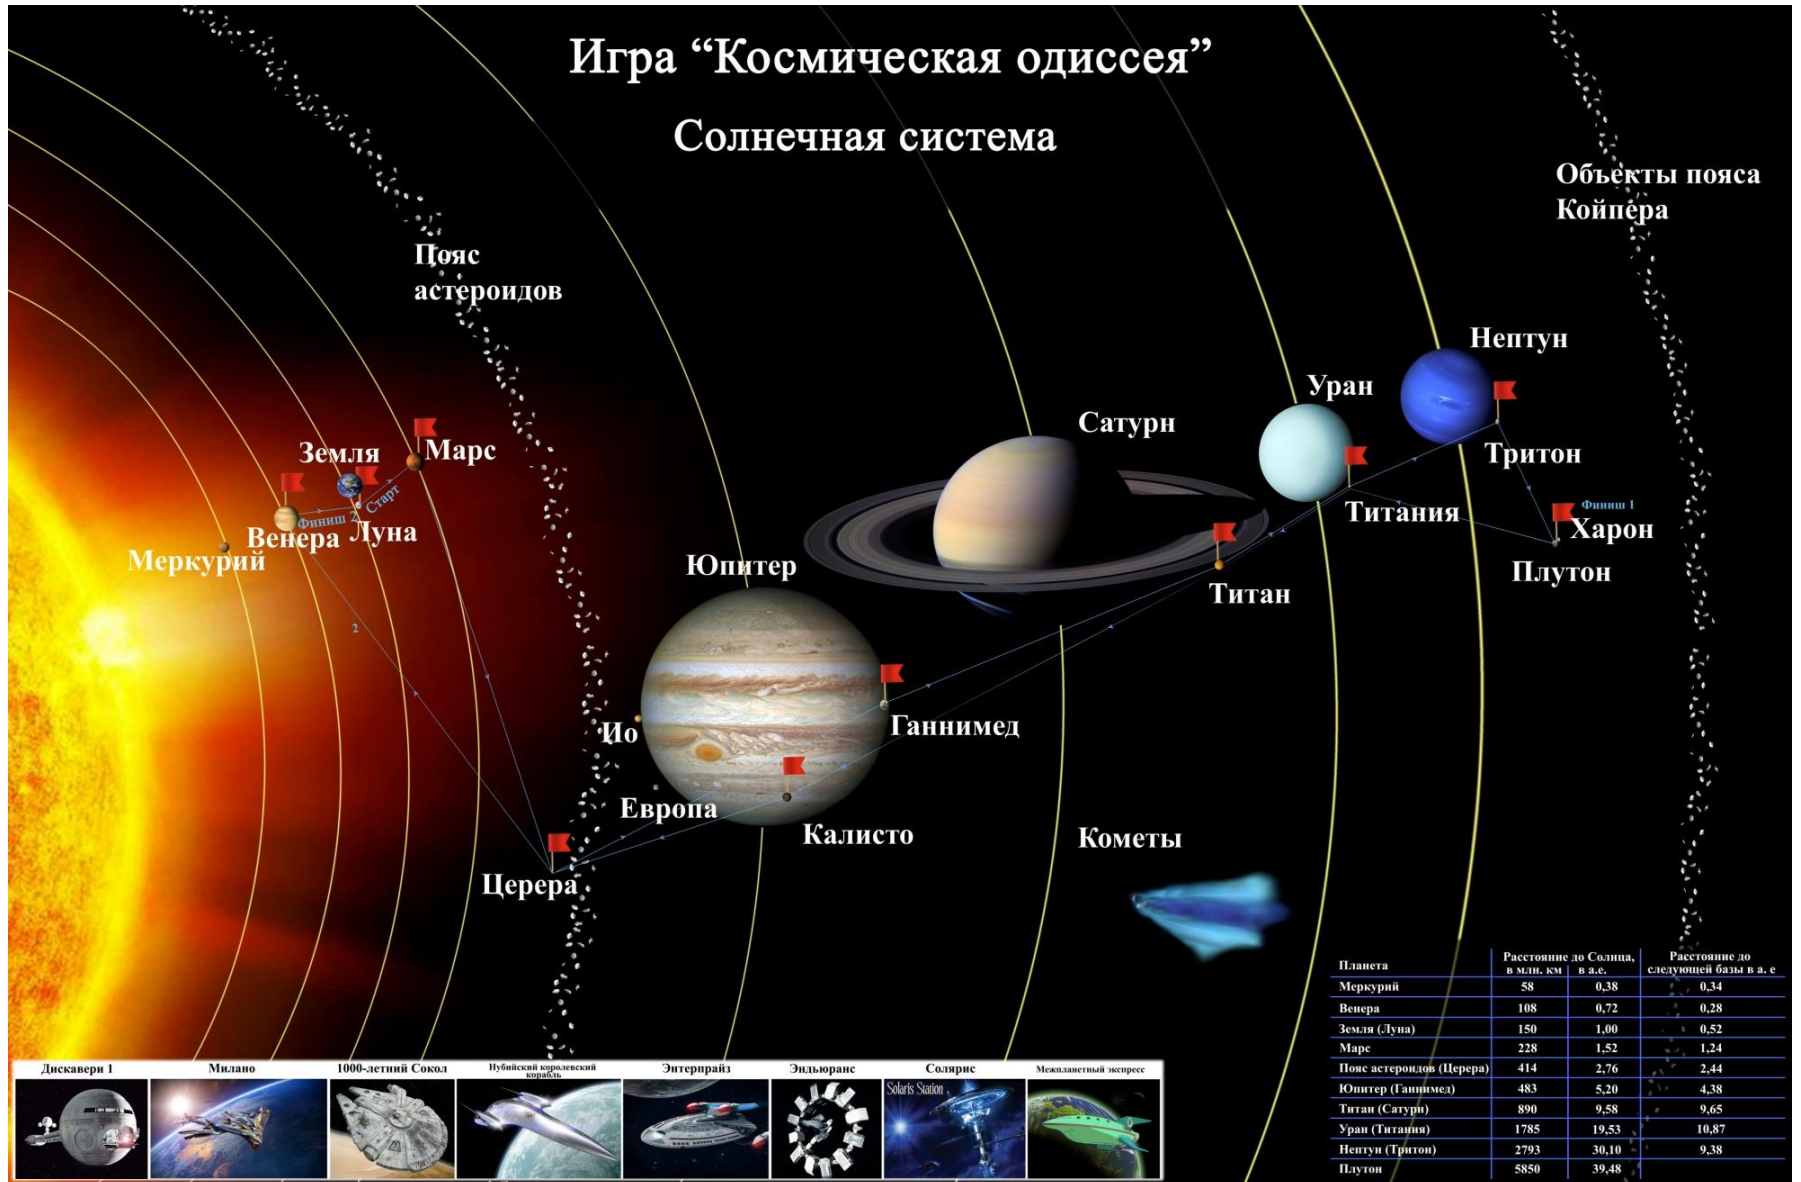 Игра “Космическая одиссея”
Солнечная система
Объекты пояса
Койпера
Пояс
астероидов
Нептун
Уран
Сатурн
Земля
Марс
Тритон
Старт
Финиш 1
Титания
Финиш 2
Венера
Луна
Харон
Меркурий
Юпитер
Плутон
Титан
2
Ио
Ганнимед
Европа
Калисто
Кометы
Церера
Планета
Расстояние до Солнца,
в млн. км
в а.е.
Расстояние до
следующей базы в а. е
Меркурий 58 0,38 0,34
Венера 108 0,72 0,28
Земля (Луна) 150 1,00 0,52
Марс 228 1,52 1,24
Пояс астероидов (Церера) 414 2,76 2,44
Юпитер (Ганнимед) 483 5,20 4,38
Титан (Сатурн) 890 9,58 9,65
Уран (Титания) 1785 19,53 10,87
Нептун (Тритон) 2793 30,10 9,38
Плутон 5850 39,48
Дискавери 1
Милано
1000-летний Сокол
Нубийский королевский
корабль
Энтерпрайз
Эндьюранс
Солярис
Межпланетный экспресс
Solaris Station